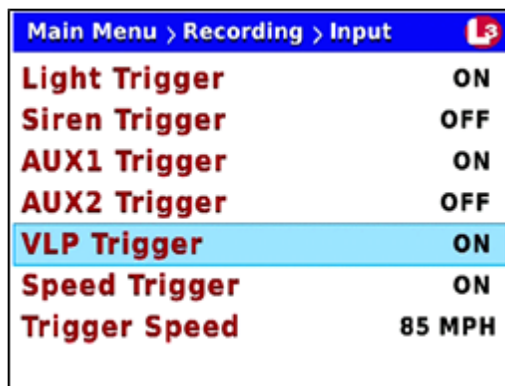 Main Menu > Recording > Input L3
Light Trigger ON
Siren Trigger OFF
AUX1 Trigger ON
AUX2 Trigger OFF
VLP Trigger ON
Speed Trigger ON
Trigger Speed 85 MPH